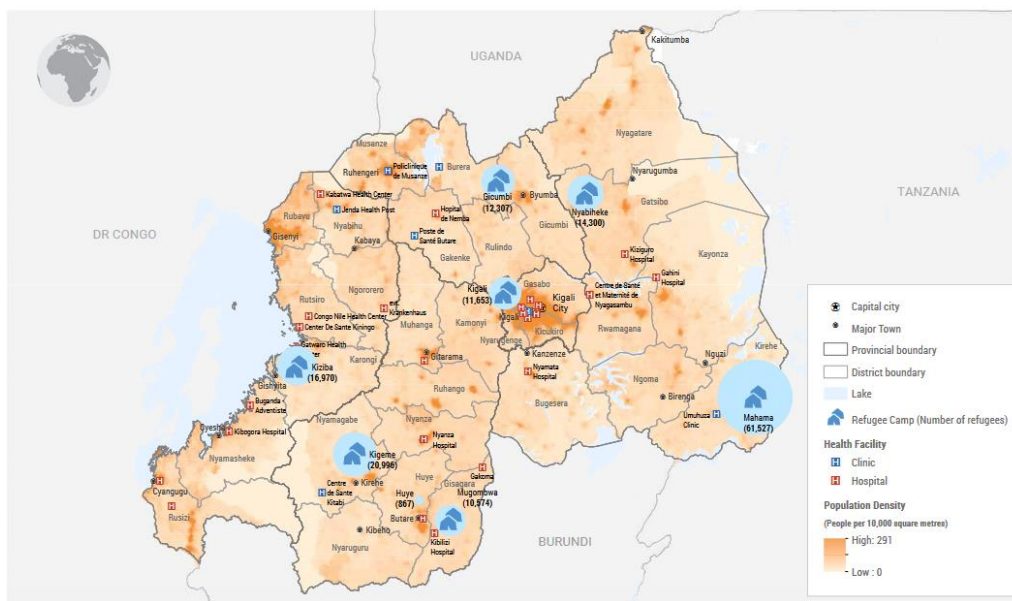 UGANDA
Kakitumba
TANZANIA
DR CONGO
BURUNDI
Nyagatare
Musanze
Ruhengeri
Policlinique
de Musanze
Burera
Gicumbi
(12,307)
Byumba
Nyabiheke
(14,300)
Nyarugumba
Gatsibo
Kabatwa Health Center
Jenda Health Post
Rubavu
Nyabihu
Gisenyi
Kabaya
Hopital
de Nemba
Poste de
Santé Butare
Rulindo
Gicumbi
Gakenke
Kiziguro
Hospital
Kayonza
Gahini
Hospital
Ngororero
Rutsiro
Congo Nile Health Center
Center De Sante Kiningo
Krankenhaus
Muhanga
Kamonyi
Kigali
(11,653)
Gasabo
Kigali
City
Kigali
Kicukiro
Nyarugenge
Centre de Santé
et Maternité de
Nyagasambu
Rwamagana
Kirehe
Gatwaro Health
Kiziba
(16,970)
Karongi
Gitarama
Kanzenze
Nyamata
Hospital
Nguzi
Ngoma
Birenga
Umuhuza
Clinic
Mahama
(61,527)
Gishyita
Ruhango
Bugesera
Buganda
Adventiste
Kibogora Hospital
Nyamagabe
Nyanza
Nyanza
Hospital
Kigeme
(20,996)
Nyamasheke
Cyangugu
Rusizi
Centre
de Sante
Kitabi
Kirehe
Huye
Huye
(867)
Gisagara
Gakoma
Mugombwa
(10,574)
Butare
Kibeho
Kibilizi
Hospital
Nyaruguru
Capital city
Major Town
Provincial boundary
District boundary
Lake
Refugee Camp (Number of refugees)
Health Facility
Clinic
Hospital
Population Density
(People per 10,000 square metres)
High: 291
Low : 0